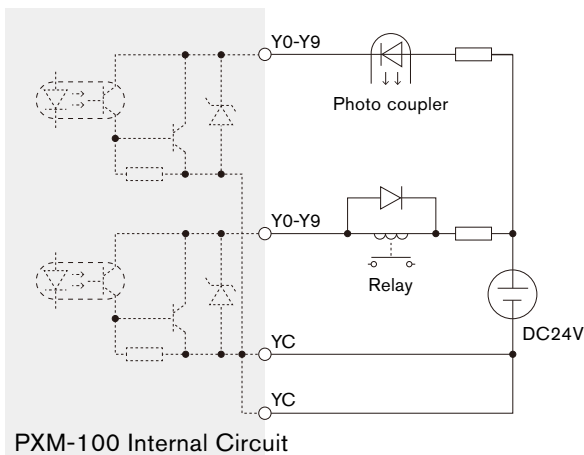 Y0-Y9
Photo coupler
Y0-Y9
Relay
DC24V
YC
YC
PXM-100 Internal Circuit